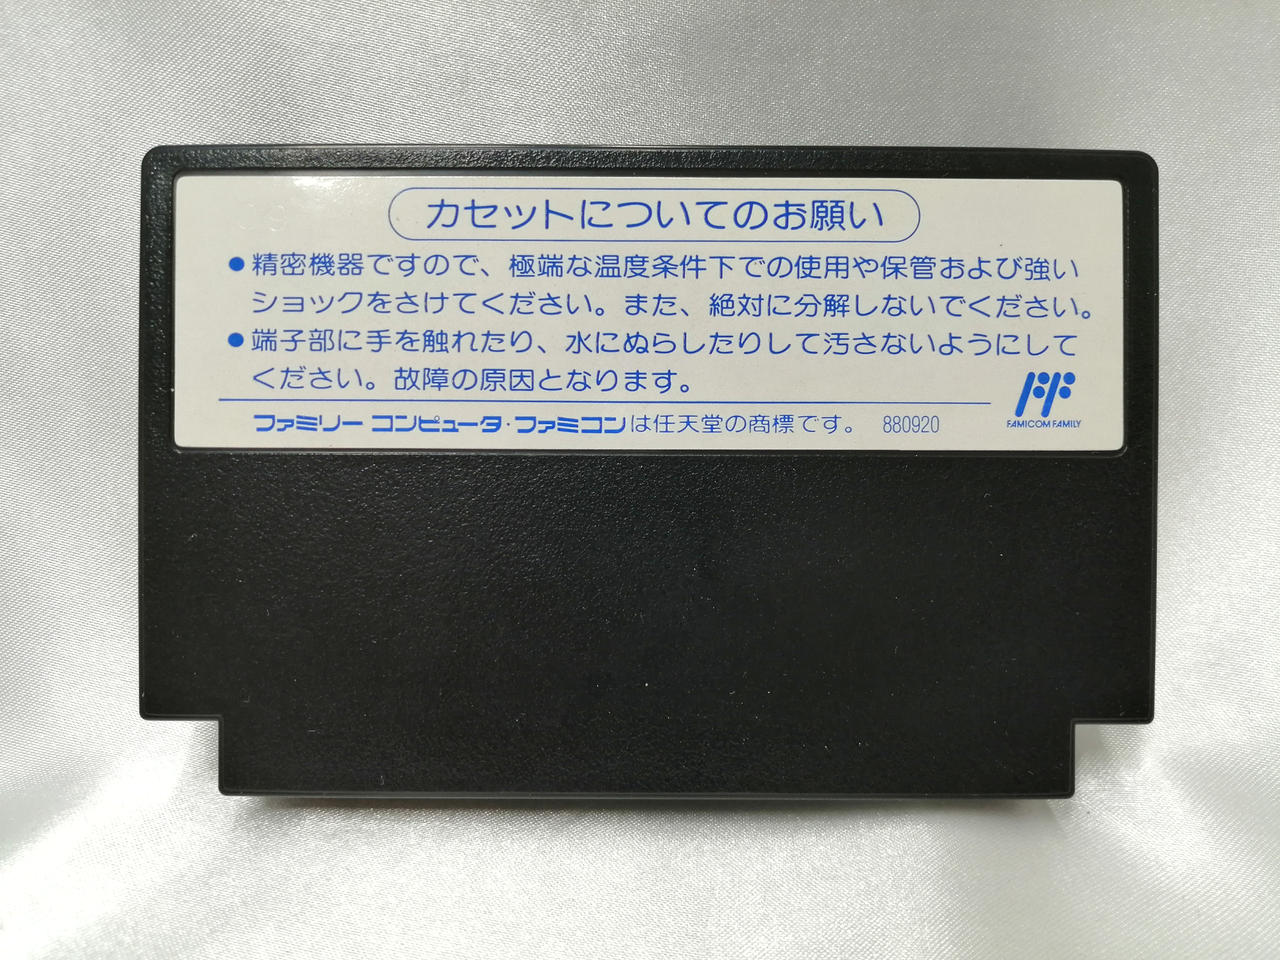 カセットについてのお願い
●精密機器ですので、極端な温度条件下での使用や保管および強い
ショックをさけてください。また、絶対に分解しないでください。
●端子部に手を触れたり、水にぬらしたりして汚さないようにして
ください。故障の原因となります。
ファミリー コンピュータ・ファミコンは任天堂の商標です。 880920
FF
FAMICOM FAMILY